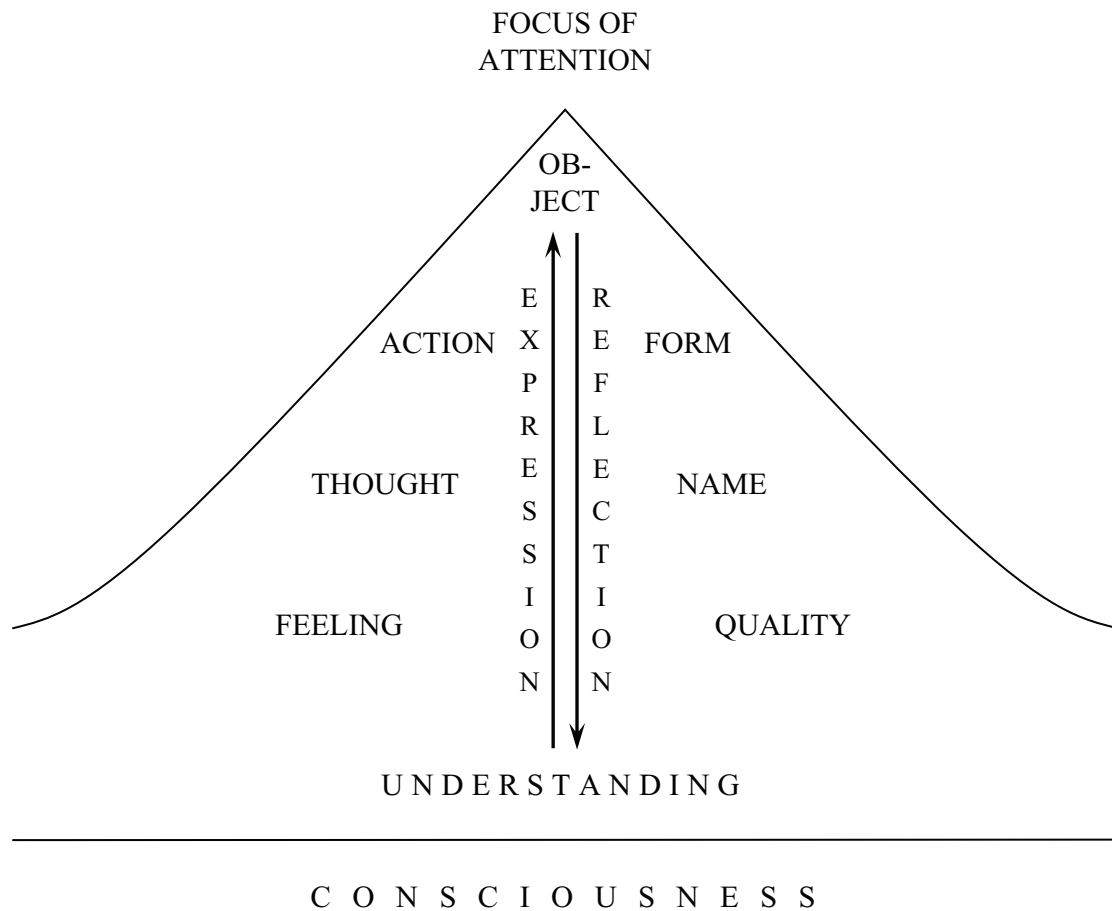 FOCUS OF
ATTENTION
OB-
JECT
EXPRESSION
REFLECTION
ACTION
FORM
THOUGHT
NAME
FEELING
QUALITY
UNDERSTANDING
CONSCIOUSNESS